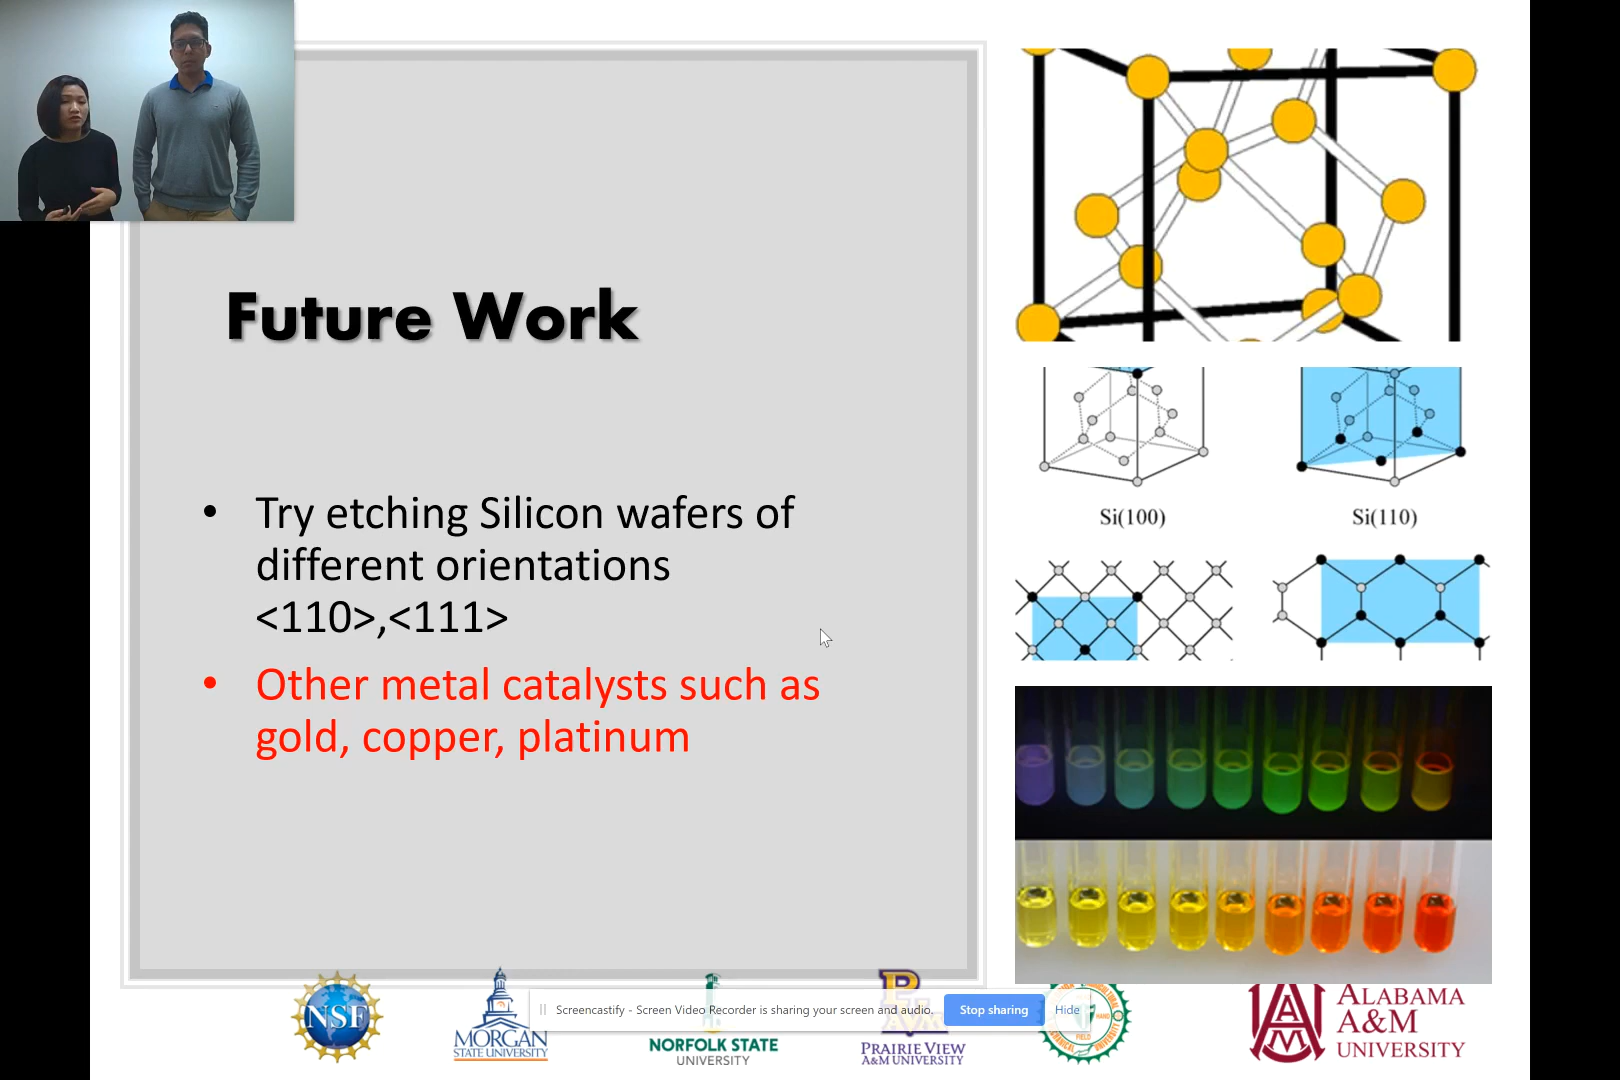 Future Work
• Try etching Silicon wafers of
different orientations
<110>,<111>
• Other metal catalysts such as
gold, copper, platinum
Si(100)
Si(110)
NSF
MORGAN
STATE UNIVERSITY
NORFOLK STATE
UNIVERSITY
PRAIRIE VIEW
A&M UNIVERSITY
ALABAMA
A&M
UNIVERSITY
Screencastify - Screen Video Recorder is sharing your screen and audio.
Stop sharing
Hide